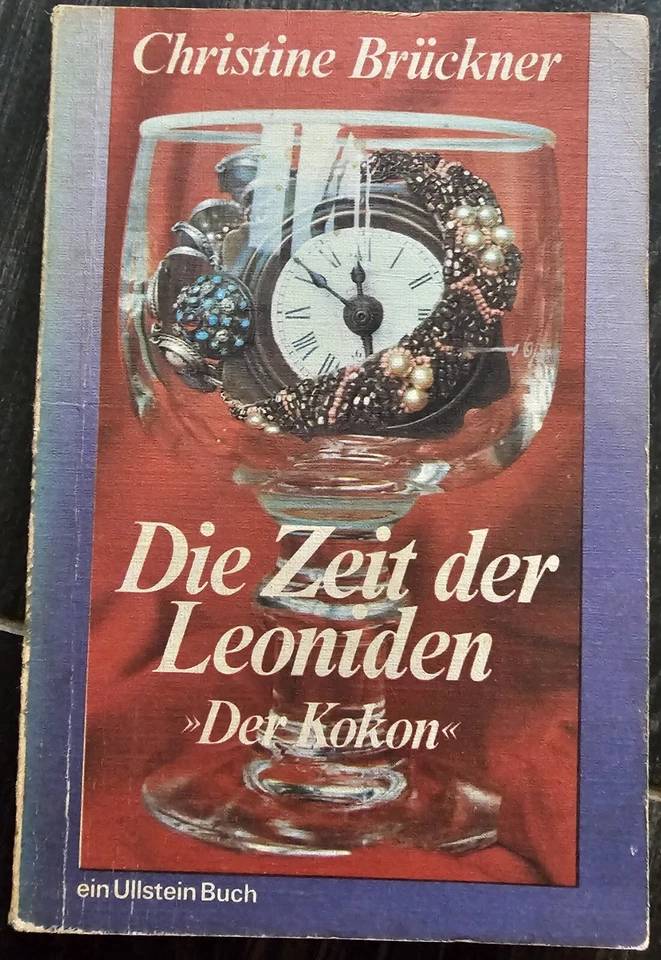 Christine Brückner
Die Zeit der
Leoniden
»Der Kokon«
ein Ullstein Buch